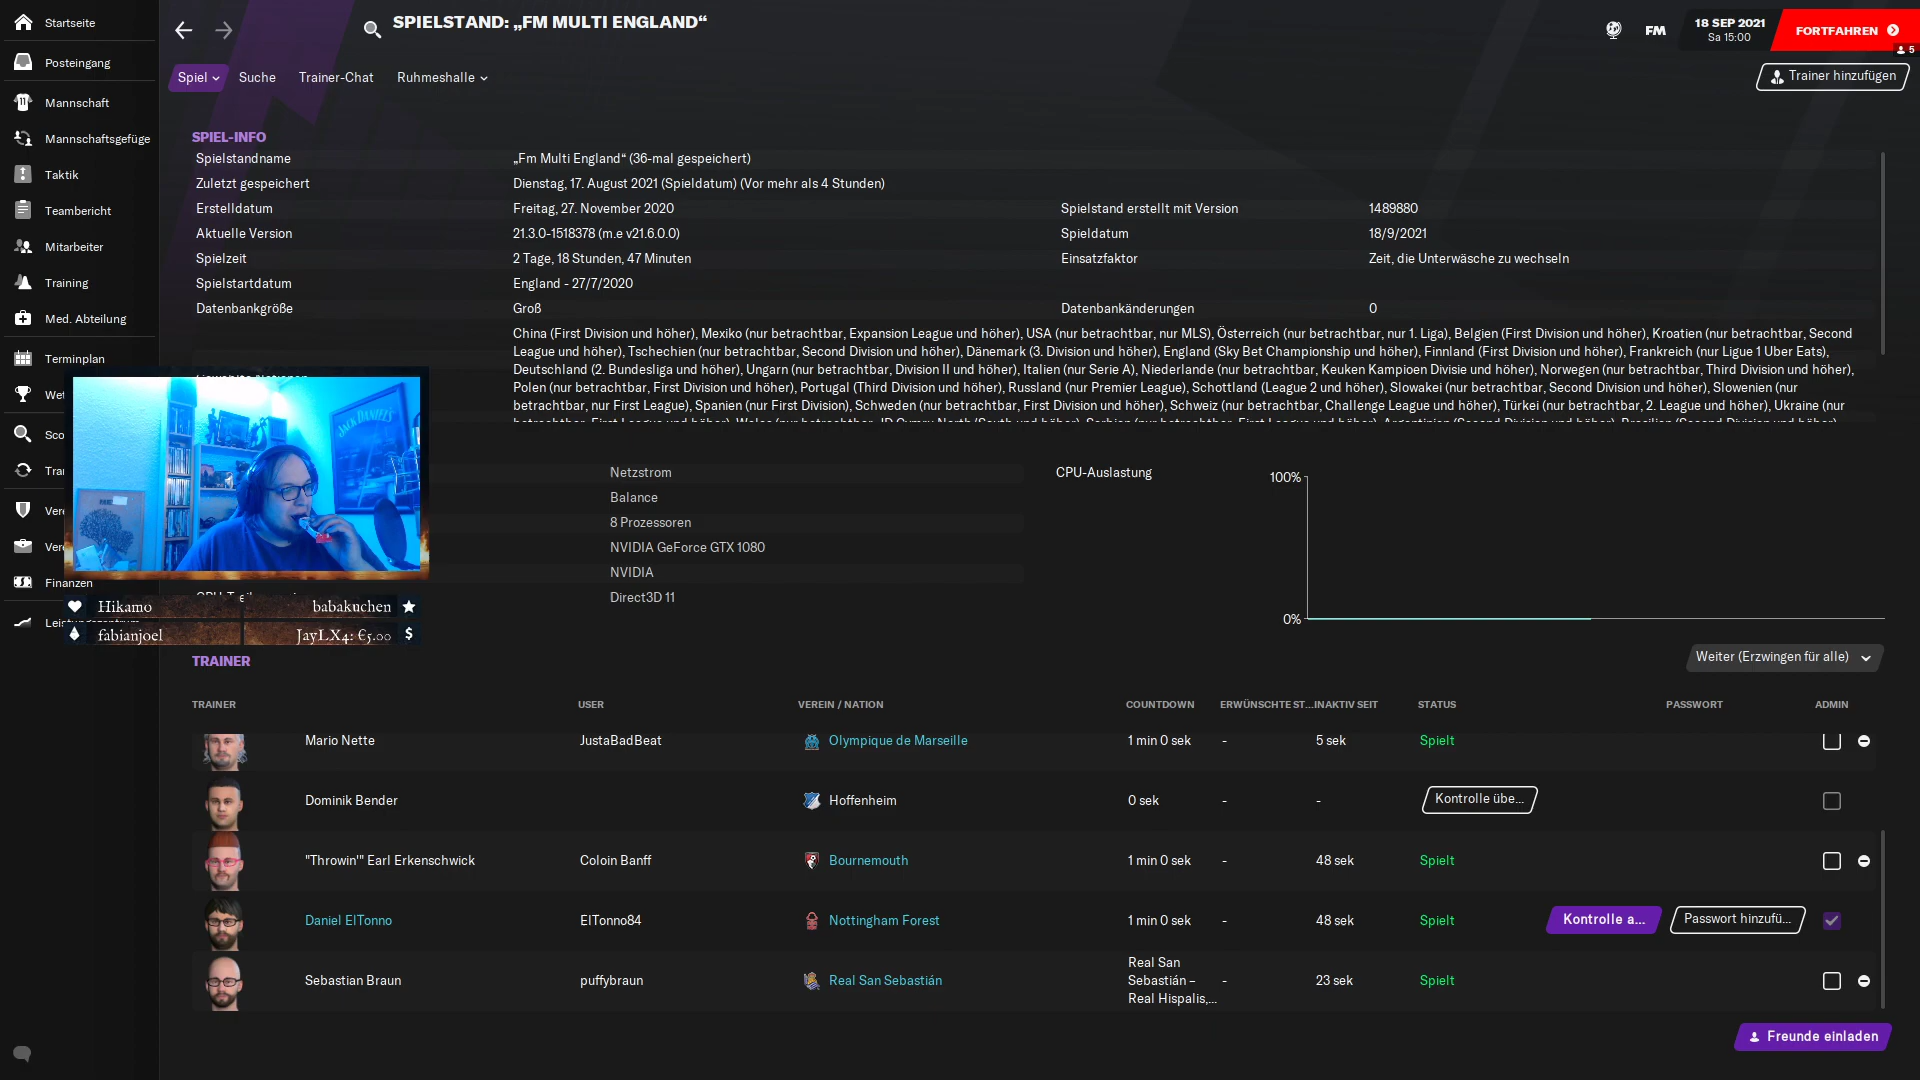 Startseite
Posteingang
Mannschaft
Mannschaftsgefüge
Taktik
Teambericht
Mitarbeiter
Training
Med. Abteilung
Terminplan
Finanzen
SPIELSTAND: „FM MULTI ENGLAND“
FM
18 SEP 2021
Sa 15:00
FORTFAHREN
5
Spiel
Suche
Trainer-Chat
Ruhmeshalle
Trainer hinzufügen
SPIEL-INFO
Spielstandname „Fm Multi England“ (36-mal gespeichert)
Zuletzt gespeichert Dienstag, 17. August 2021 (Spieldatum) (Vor mehr als 4 Stunden)
Erstelldatum Freitag, 27. November 2020 Spielstand erstellt mit Version 1489880
Aktuelle Version 21.3.0-1518378 (m.e v21.6.0.0) Spieldatum 18/9/2021
Spielzeit 2 Tage, 18 Stunden, 47 Minuten Einsatzfaktor Zeit, die Unterwäsche zu wechseln
Spielstartdatum England - 27/7/2020
Datenbankgröße Groß Datenbankänderungen 0
China (First Division und höher), Mexiko (nur betrachtbar, Expansion League und höher), USA (nur betrachtbar, nur MLS), Österreich (nur betrachtbar, nur 1. Liga), Belgien (First Division und höher), Kroatien (nur betrachtbar, Second
League und höher), Tschechien (nur betrachtbar, Second Division und höher), Dänemark (3. Division und höher), England (Sky Bet Championship und höher), Finnland (First Division und höher), Frankreich (nur Ligue 1 Uber Eats),
Deutschland (2. Bundesliga und höher), Ungarn (nur betrachtbar, Division II und höher), Italien (nur Serie A), Niederlande (nur betrachtbar, Keuken Kampioen Divisie und höher), Norwegen (nur betrachtbar, Third Division und höher),
Polen (nur betrachtbar, First Division und höher), Portugal (Third Division und höher), Russland (nur Premier League), Schottland (League 2 und höher), Slowakei (nur betrachtbar, Second Division und höher), Slowenien (nur
betrachtbar, nur First League), Spanien (nur First Division), Schweden (nur betrachtbar, First Division und höher), Schweiz (nur betrachtbar, Challenge League und höher), Türkei (nur betrachtbar, 2. League und höher), Ukraine (nur
JACK DANIEL'S
Netzstrom
Balance
8 Prozessoren
NVIDIA GeForce GTX 1080
NVIDIA
Direct3D 11
CPU-Auslastung
100%
0%
Hikamo babakuchen
fabianjoel JayLX4: €5.00 $
TRAINER
Weiter (Erzwingen für alle)
TRAINER USER VEREIN / NATION COUNTDOWN ERWÜNSCHTE ST... INAKTIV SEIT STATUS PASSWORT ADMIN
Mario Nette JustaBadBeat Olympique de Marseille 1 min 0 sek - 5 sek Spielt
Dominik Bender Hoffenheim 0 sek - - Kontrolle übe...
"Throwin'" Earl Erkenschwick Coloin Banff Bournemouth 1 min 0 sek - 48 sek Spielt
Daniel ElTonno ElTonno84 Nottingham Forest 1 min 0 sek - 48 sek Spielt Kontrolle a... Passwort hinzufü...
Sebastian Braun puffybraun Real San Sebastián Real San Sebastián – Real Hispalis,... - 23 sek Spielt
Freunde einladen